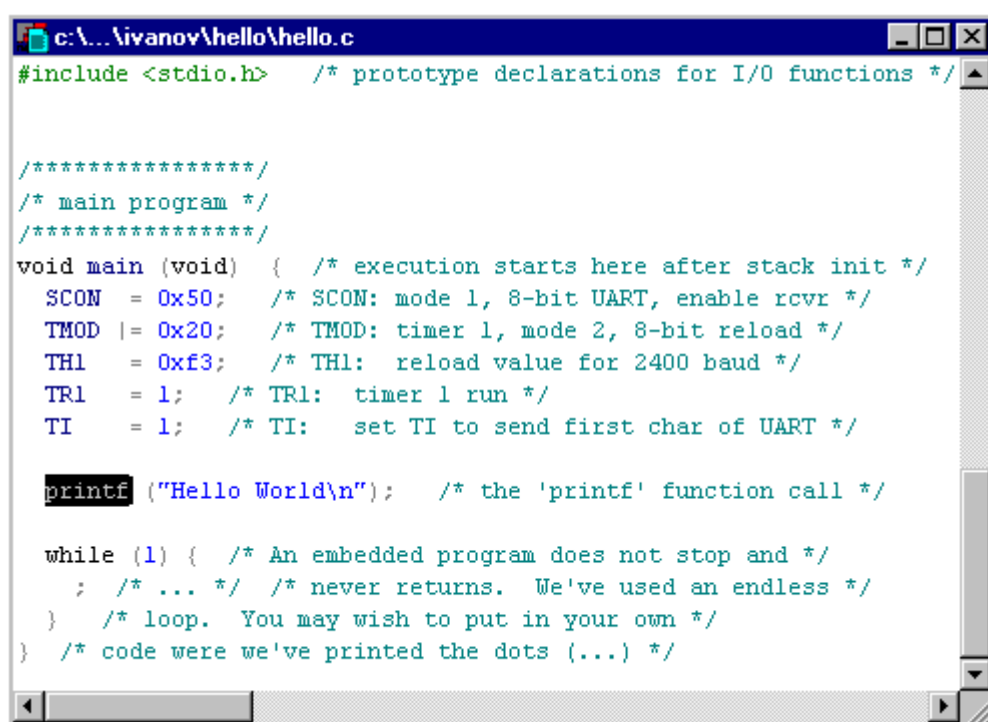 c:\...\ivanov\hello\hello.c
#include <stdio.h>   /* prototype declarations for I/O functions */
/****************/
/* main program */
/****************/
void main (void)  {  /* execution starts here after stack init */
  SCON  = 0x50;   /* SCON: mode 1, 8-bit UART, enable rcvr */
  TMOD |= 0x20;   /* TMOD: timer 1, mode 2, 8-bit reload */
  TH1   = 0xf3;   /* TH1:  reload value for 2400 baud */
  TR1   = 1;   /* TR1:  timer 1 run */
  TI    = 1;   /* TI:   set TI to send first char of UART */
  printf ("Hello World\n");   /* the 'printf' function call */
  while (1) {  /* An embedded program does not stop and */
    ;  /* ... */  /* never returns.  We've used an endless */
  }   /* loop.  You may wish to put in your own */
}  /* code were we've printed the dots (...) */